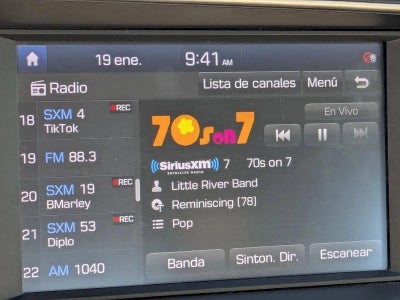 19 ene. 9:41 AM
Radio Lista de canales Menú
18 SXM 4 REC
TikTok
19 FM 88.3
20 SXM 19 REC
BMarley
21 SXM 53 REC
Diplo
22 AM 1040
En Vivo
70s on 7
SiriusXM 7 70s on 7
SATELLITE RADIO
Little River Band
Reminiscing (78)
Pop
Banda Sinton. Dir. Escanear